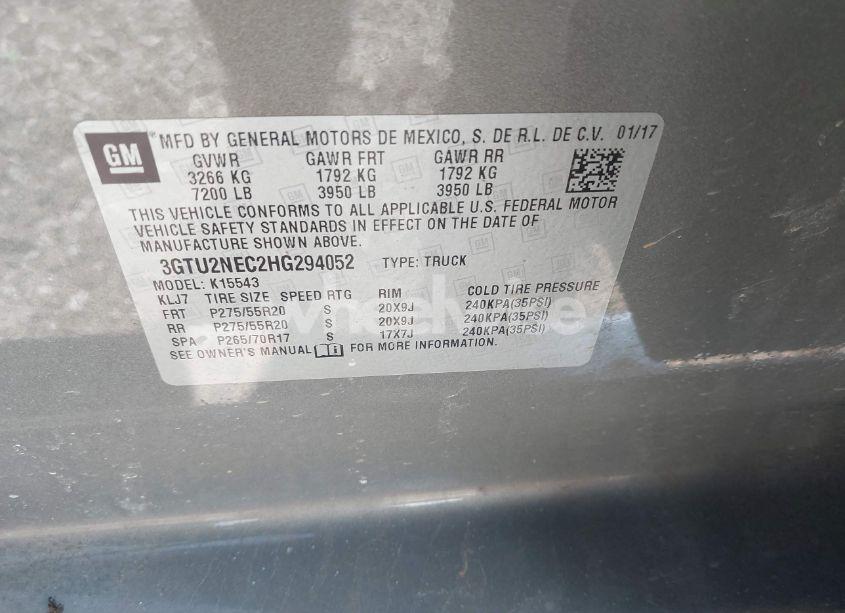 GM ® MFD BY GENERAL MOTORS DE MEXICO, S. DE R.L. DE C.V. 01/17
GVWR GAWR FRT GAWR RR
3266 KG 1792 KG 1792 KG
7200 LB 3950 LB 3950 LB
THIS VEHICLE CONFORMS TO ALL APPLICABLE U.S. FEDERAL MOTOR
VEHICLE SAFETY STANDARDS IN EFFECT ON THE DATE OF
MANUFACTURE SHOWN ABOVE.
3GTU2NEC2HG294052 TYPE: TRUCK
MODEL: K15543
KLJ7 TIRE SIZE SPEED RTG RIM COLD TIRE PRESSURE
FRT P275/55R20 S 20X9J 240KPA(35PSI)
RR P275/55R20 S 20X9J 240KPA(35PSI)
SPA P265/70R17 S 17X7J 240KPA(35PSI)
SEE OWNER'S MANUAL FOR MORE INFORMATION.